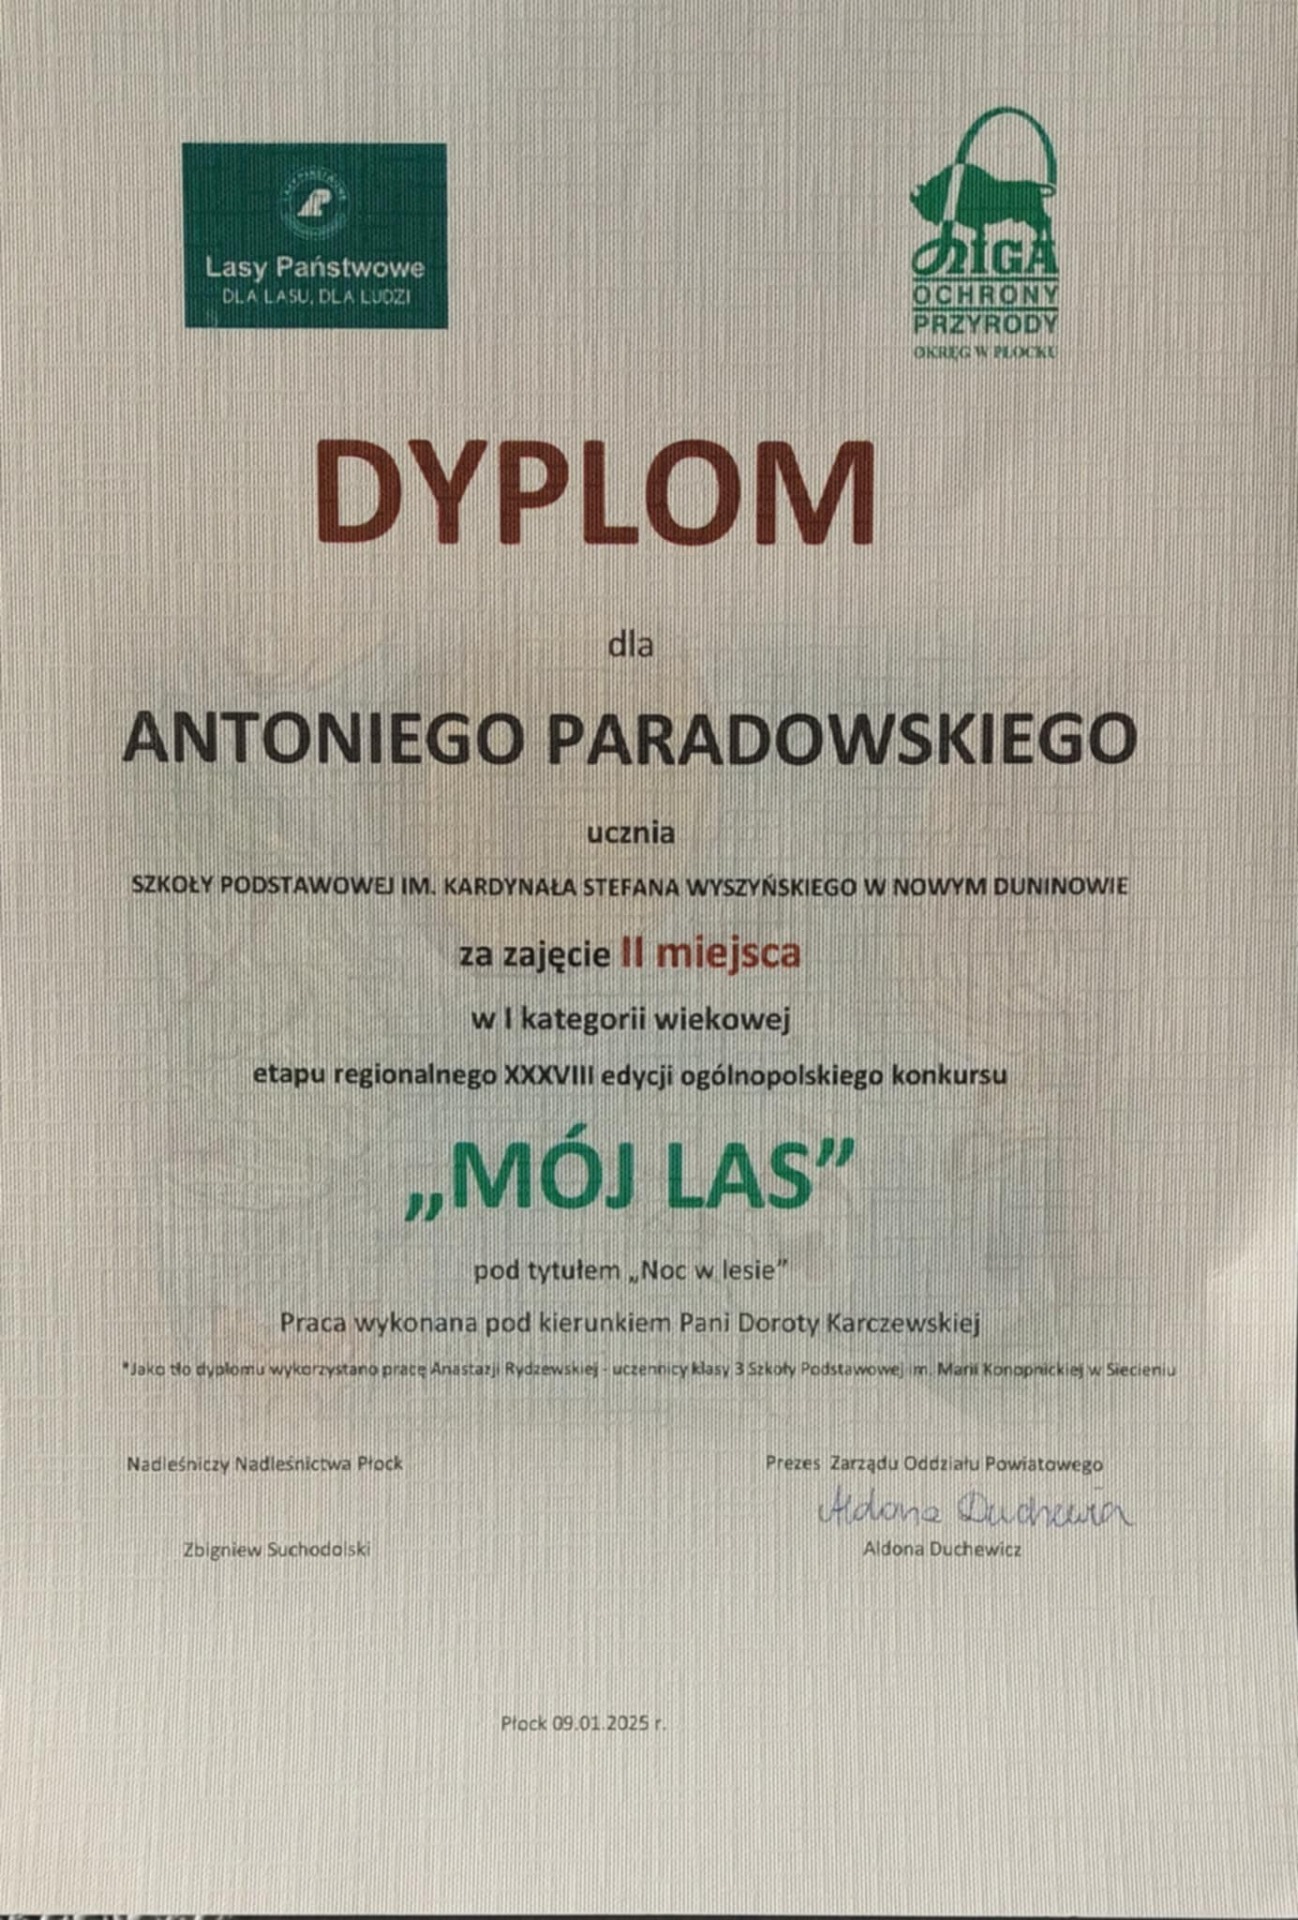 Lasy Państwowe
DLA LASU, DLA LUDZI
LIGA
OCHRONY
PRZYRODY
OKRĘG W PŁOCKU
DYPLOM
dla
ANTONIEGO PARADOWSKIEGO
ucznia
SZKOŁY PODSTAWOWEJ IM. KARDYNAŁA STEFANA WYSZYŃSKIEGO W NOWYM DUNINOWIE
za zajęcie II miejsca
w I kategorii wiekowej
etapu regionalnego XXXVIII edycji ogólnopolskiego konkursu
„MÓJ LAS”
pod tytułem „Noc w lesie”
Praca wykonana pod kierunkiem Pani Doroty Karczewskiej
*Jako tło dyplomu wykorzystano pracę Anastazji Rydzewskiej - uczennicy klasy 3 Szkoły Podstawowej im. Marii Konopnickiej w Siecieniu
Nadleśniczy Nadleśnictwa Płock
Prezes Zarządu Oddziału Powiatowego
Aldona Duchewicz
Zbigniew Suchodolski
Aldona Duchewicz
Płock 09.01.2025 r.